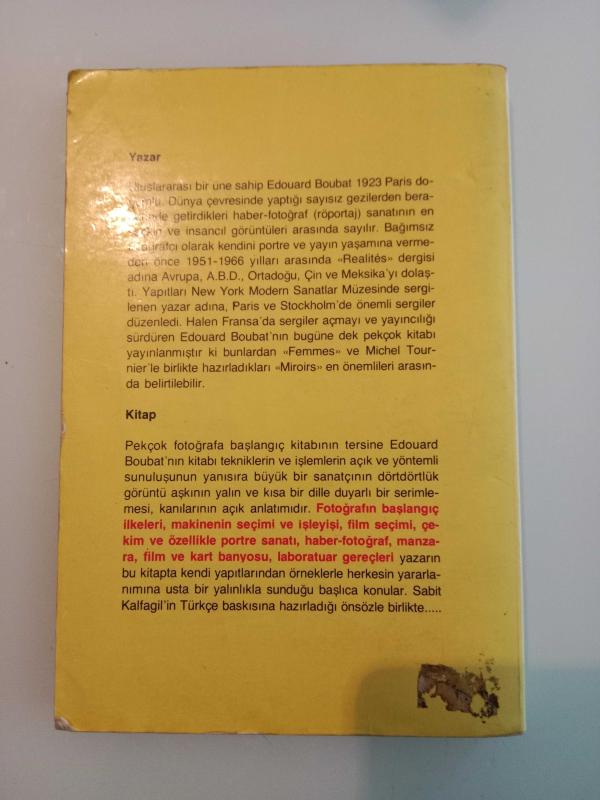 Yazar
Uluslararası bir üne sahip Edouard Boubat 1923 Paris do-
ğumlu. Dünya çevresinde yaptığı sayısız gezilerden bera-
getirdikleri haber-fotoğraf (röportaj) sanatının en
ve insancıl görüntüleri arasında sayılır. Bağımsız
olarak kendini portre ve yayın yaşamına verme-
den önce 1951-1966 yılları arasında «Realités» dergisi
adına Avrupa, A.B.D., Ortadoğu, Çin ve Meksika'yı dolaş-
tı. Yapıtları New York Modern Sanatlar Müzesinde sergi-
lenen yazar adına, Paris ve Stockholm'de önemli sergiler
düzenledi. Halen Fransa'da sergiler açmayı ve yayıncılığı
sürdüren Edouard Boubat'nın bugüne dek pekçok kitabı
yayınlanmıştır ki bunlardan «Femmes» ve Michel Tour-
nier'le birlikte hazırladıkları «Miroirs» en önemlileri arasın-
da belirtilebilir.
Kitap
Pekçok fotoğrafa başlangıç kitabının tersine Edouard
Boubat'nın kitabı tekniklerin ve işlemlerin açık ve yöntemli
sunuluşunun yanısıra büyük bir sanatçının dörtdörtlük
görüntü aşkının yalın ve kısa bir dille duyarlı bir serimle-
mesi, kanılarının açık anlatımıdır. Fotoğrafın başlangıç
ilkeleri, makinenin seçimi ve işleyişi, film seçimi, çe-
kim ve özellikle portre sanatı, haber-fotoğraf, manza-
ra, film ve kart banyosu, laboratuar gereçleri yazarın
bu kitapta kendi yapıtlarından örneklerle herkesin yararla-
nımına usta bir yalınlıkla sunduğu başlıca konular. Sabit
Kalfagil'in Türkçe baskısına hazırladığı önsözle birlikte.....